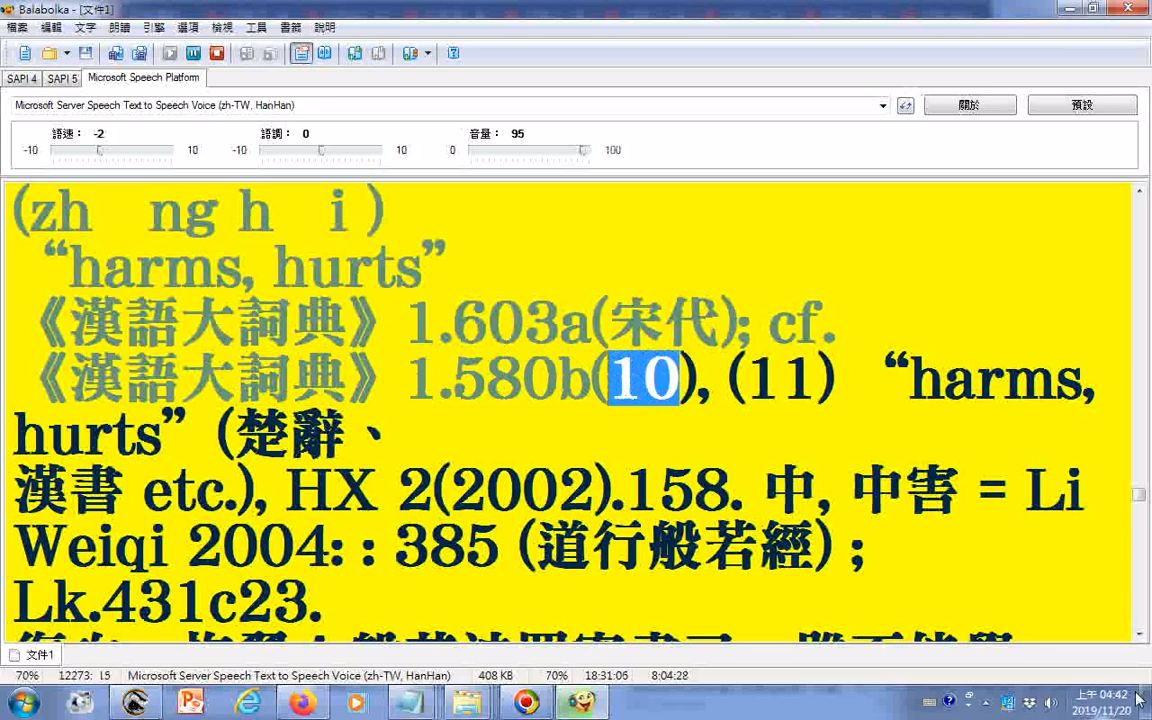 Balabolka - [文件1]
檔案 編輯 文字 朗讀 引擎 選項 檢視 工具 書籤 說明
SAPI 4 SAPI 5 Microsoft Speech Platform
Microsoft Server Speech Text to Speech Voice (zh-TW, HanHan) 關於 預設
語速： -2 語調： 0 音量： 95
-10 10 -10 10 0 100
(zh ng h i )
“harms, hurts”
《漢語大詞典》 1.603a(宋代); cf.
《漢語大詞典》 1.580b(10), (11) “harms,
hurts” (楚辭、
漢書 etc.), HX 2(2002).158. 中, 中害 = Li
Weiqi 2004: : 385 (道行般若經) ;
Lk.431c23.
文件1
70% 12273: 15 Microsoft Server Speech Text to Speech Voice (zh-TW, HanHan) 408 KB 70% 18:31:06 8:04:28
上午 04:42
2019/11/20